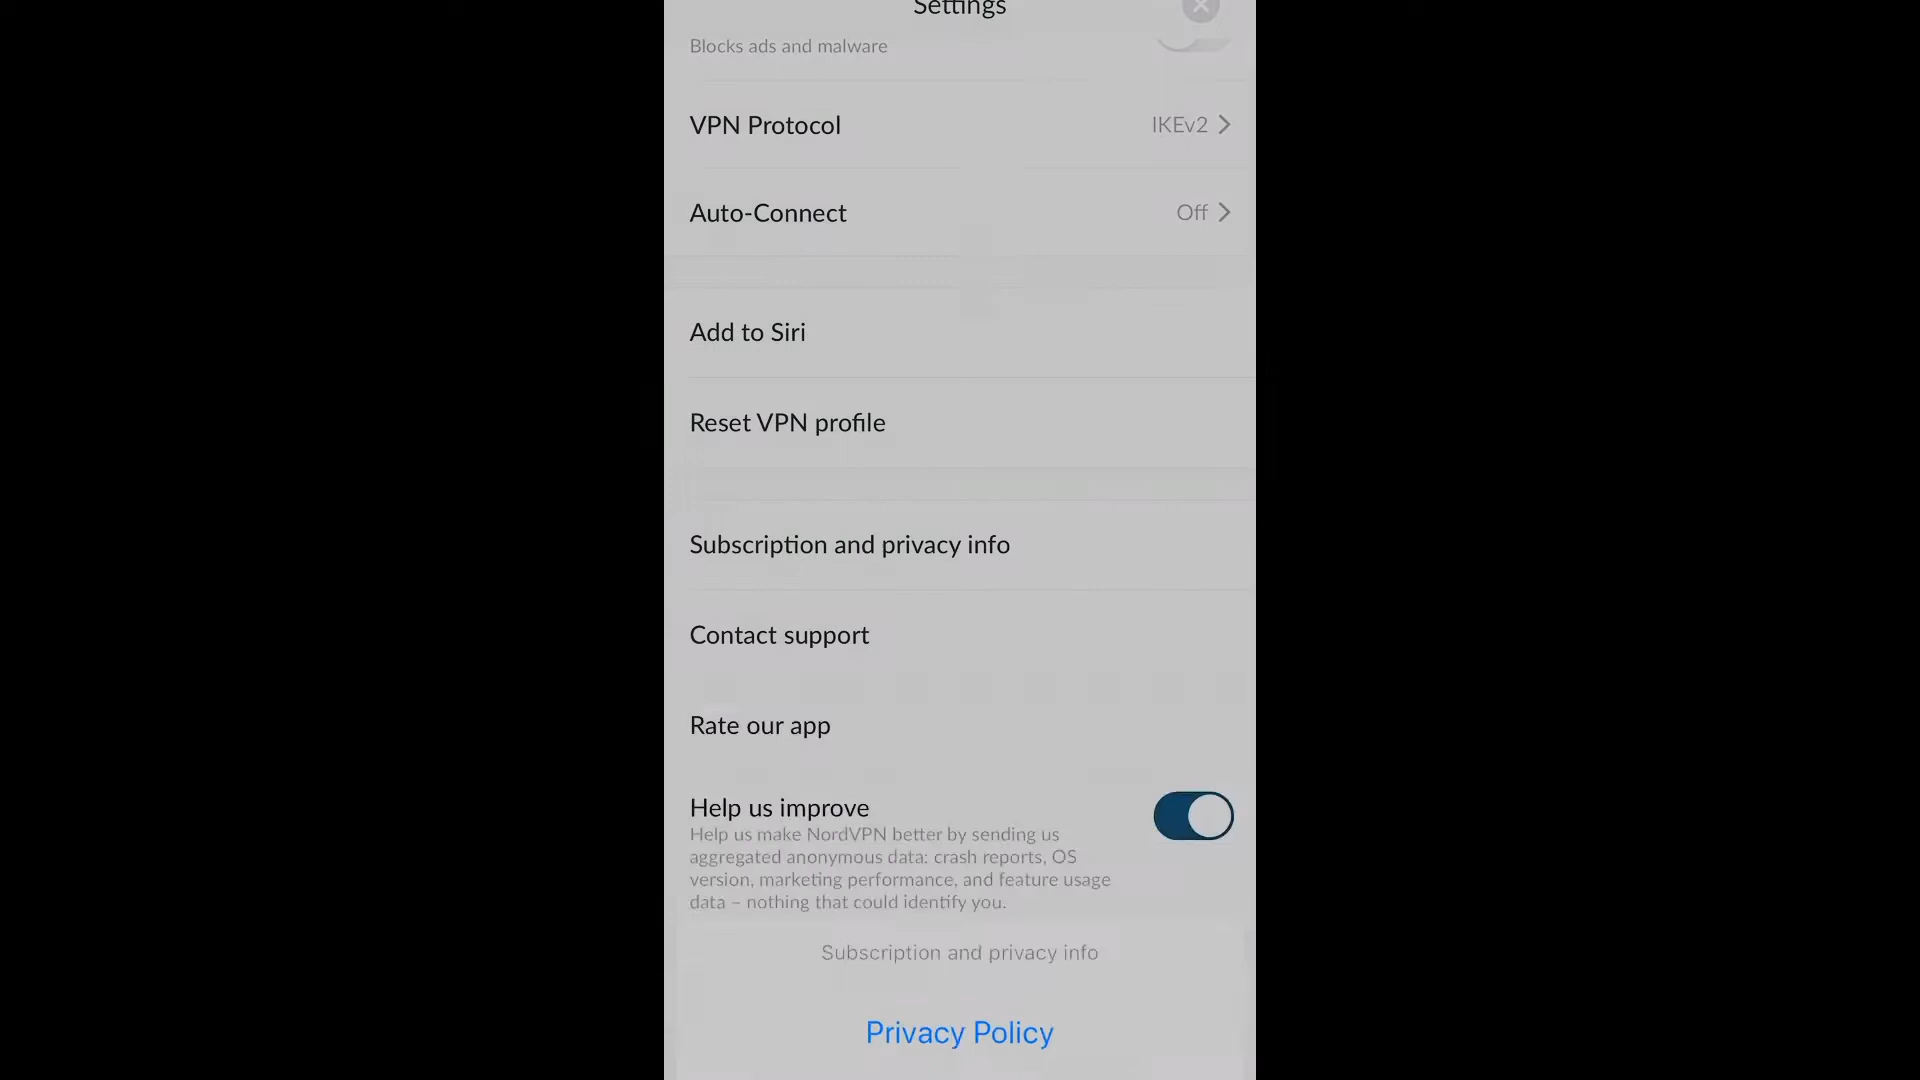 Settings
Blocks ads and malware
VPN Protocol IKEv2
Auto-Connect Off
Add to Siri
Reset VPN profile
Subscription and privacy info
Contact support
Rate our app
Help us improve
Help us make NordVPN better by sending us
aggregated anonymous data: crash reports, OS
version, marketing performance, and feature usage
data – nothing that could identify you.
Subscription and privacy info
Privacy Policy